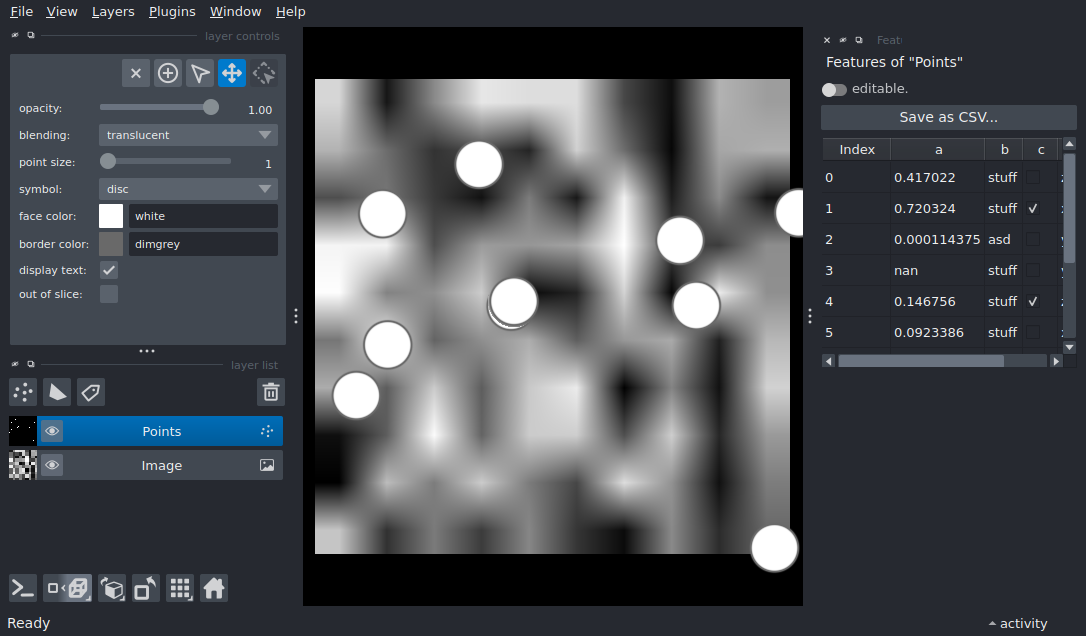 File View Layers Plugins Window Help
layer controls
opacity: 1.00
blending: translucent
point size: 1
symbol: disc
face color: white
border color: dimgrey
display text:
out of slice:
layer list
Points
Image
Ready
Features of "Points"
editable.
Save as CSV...
Index a b c
0 0.417022 stuff
1 0.720324 stuff
2 0.000114375 asd
3 nan stuff
4 0.146756 stuff
5 0.0923386 stuff
activity